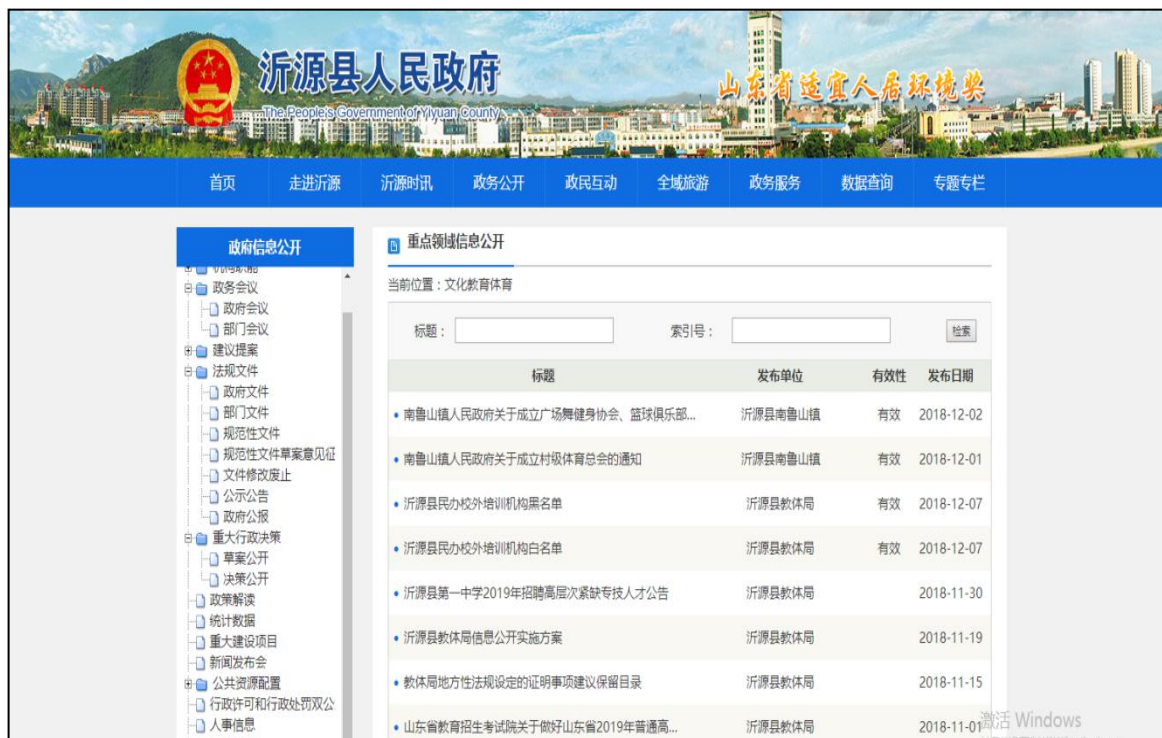 沂源县人民政府
The People's Government of Yiyuan County
山东省适宜人居环境奖
首页 走进沂源 沂源时讯 政务公开 政民互动 全域旅游 政务服务 数据查询 专题专栏
政府信息公开
机构职能
政务会议
政府会议
部门会议
建议提案
法规文件
政府文件
部门文件
规范性文件
规范性文件草案意见征
文件修改废止
公示公告
政府公报
重大行政决策
草案公开
决策公开
政策解读
统计数据
重大建设项目
新闻发布会
公共资源配置
行政许可和行政处罚双公
人事信息
重点领域信息公开
当前位置：文化教育体育
标题： 索引号： 检索
标题 发布单位 有效性 发布日期
南鲁山镇人民政府关于成立广场舞健身协会、篮球俱乐部... 沂源县南鲁山镇 有效 2018-12-02
南鲁山镇人民政府关于成立村级体育总会的通知 沂源县南鲁山镇 有效 2018-12-01
沂源县民办校外培训机构黑名单 沂源县教体局 有效 2018-12-07
沂源县民办校外培训机构白名单 沂源县教体局 有效 2018-12-07
沂源县第一中学2019年招聘高层次紧缺专技人才公告 沂源县教体局 2018-11-30
沂源县教体局信息公开实施方案 沂源县教体局 2018-11-19
教体局地方性法规设定的证明事项建议保留目录 沂源县教体局 2018-11-15
山东省教育招生考试院关于做好山东省2019年普通高... 沂源县教体局 2018-11-01
激活 Windows